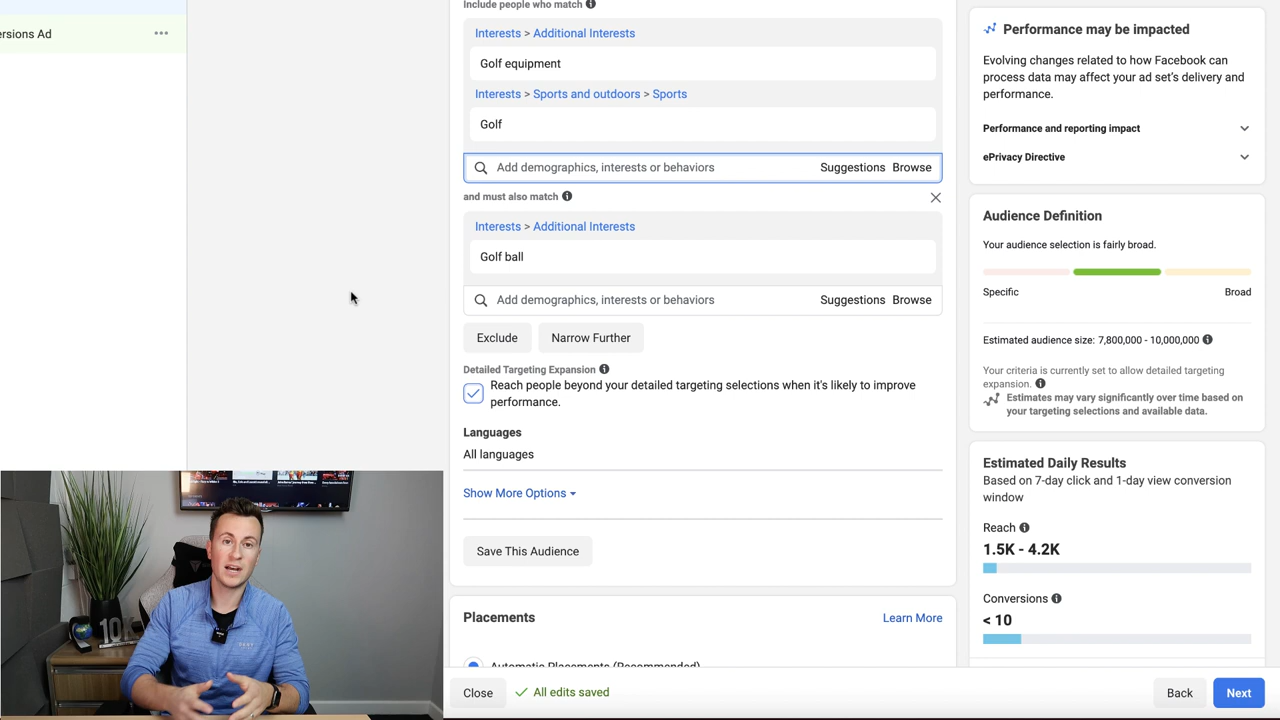 ersions Ad
Include people who match
Interests > Additional Interests
Golf equipment
Interests > Sports and outdoors > Sports
Golf
Add demographics, interests or behaviors
Suggestions Browse
and must also match
Interests > Additional Interests
Golf ball
Add demographics, interests or behaviors
Suggestions Browse
Exclude
Narrow Further
Detailed Targeting Expansion
Reach people beyond your detailed targeting selections when it's likely to improve
performance.
Languages
All languages
Show More Options
Save This Audience
Placements
Learn More
Automatic Placements (Recommended)
Close
All edits saved
Back
Next
Performance may be impacted
Evolving changes related to how Facebook can
process data may affect your ad set's delivery and
performance.
Performance and reporting impact
ePrivacy Directive
Audience Definition
Your audience selection is fairly broad.
Specific
Broad
Estimated audience size: 7,800,000 - 10,000,000
Your criteria is currently set to allow detailed targeting
expansion.
Estimates may vary significantly over time based on
your targeting selections and available data.
Estimated Daily Results
Based on 7-day click and 1-day view conversion
window
Reach
1.5K - 4.2K
Conversions
< 10
10K